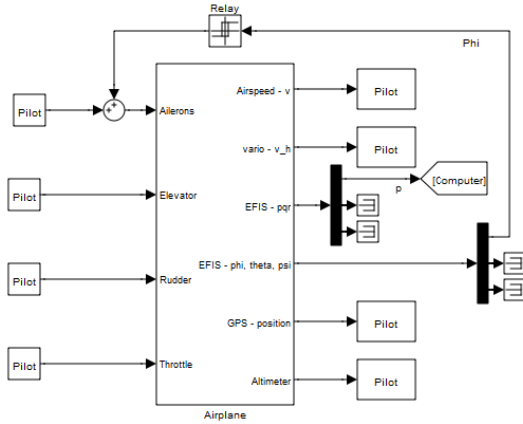 Relay
Phi
Pilot
+
+
Ailerons
Airspeed - v
Pilot
vario - v_h
Pilot
[Computer]
p
Pilot
Elevator
EFIS - pqr
EFIS - phi, theta, psi
Pilot
Rudder
GPS - position
Pilot
Pilot
Throttle
Altimeter
Pilot
Airplane